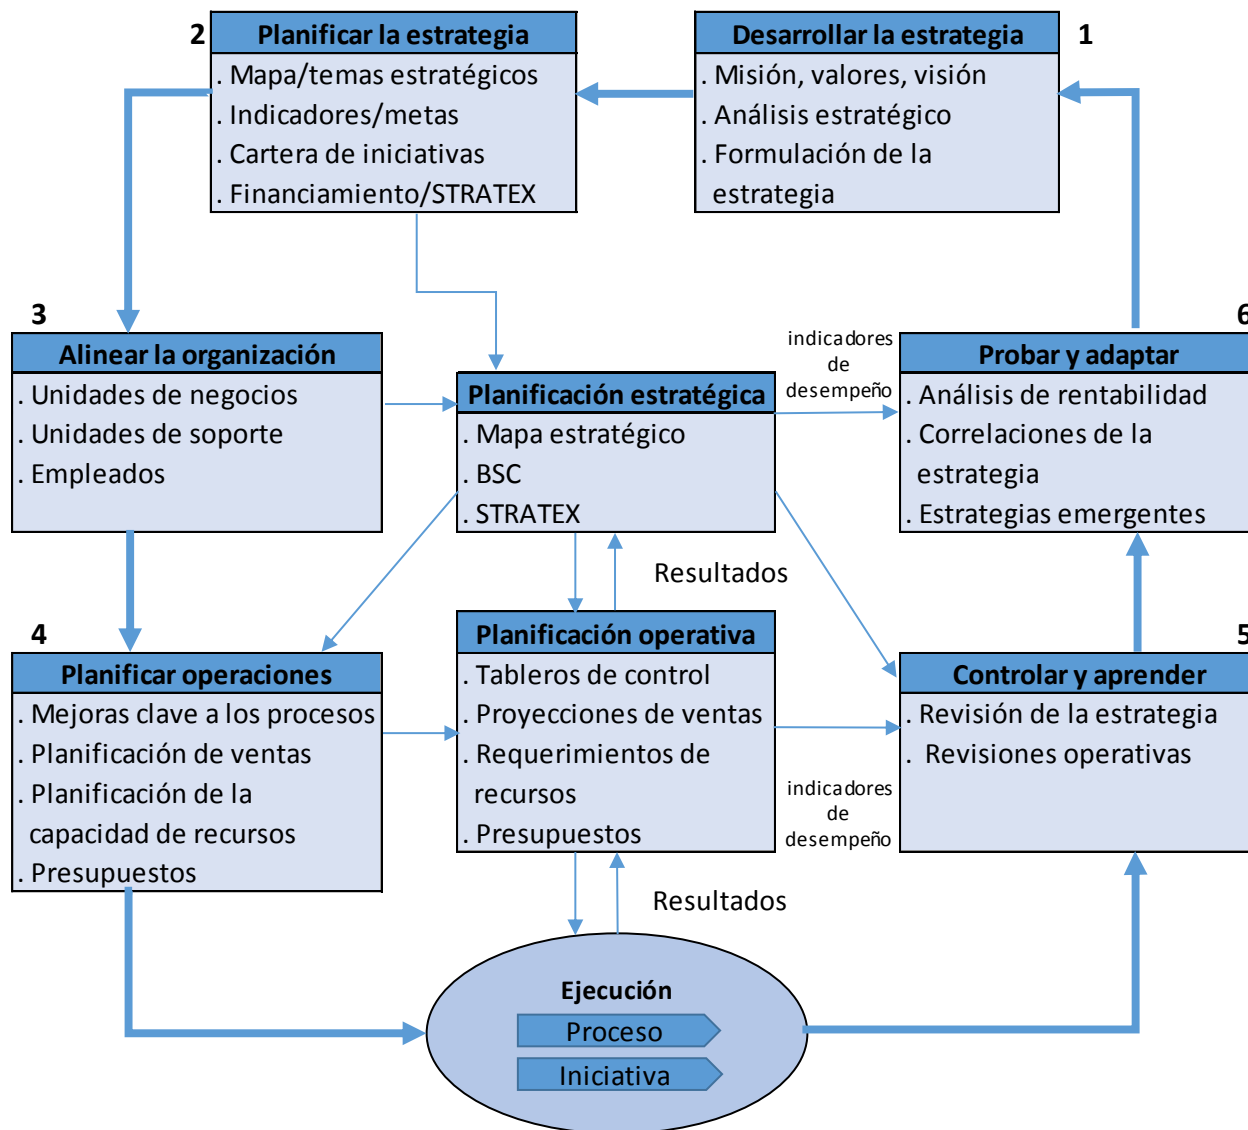 2
Planificar la estrategia
. Mapa/temas estratégicos
. Indicadores/metas
. Cartera de iniciativas
. Financiamiento/STRATEX
Desarrollar la estrategia
1
. Misión, valores, visión
. Análisis estratégico
. Formulación de la
estrategia
3
Alinear la organización
. Unidades de negocios
. Unidades de soporte
. Empleados
Planificación estratégica
. Mapa estratégico
. BSC
. STRATEX
indicadores
de
desempeño
6
Probar y adaptar
. Análisis de rentabilidad
. Correlaciones de la
estrategia
. Estrategias emergentes
Resultados
4
Planificar operaciones
. Mejoras clave a los procesos
. Planificación de ventas
. Planificación de la
capacidad de recursos
. Presupuestos
Planificación operativa
. Tableros de control
. Proyecciones de ventas
. Requerimientos de
recursos
. Presupuestos
indicadores
de
desempeño
5
Controlar y aprender
. Revisión de la estrategia
. Revisiones operativas
Resultados
Ejecución
Proceso
Iniciativa